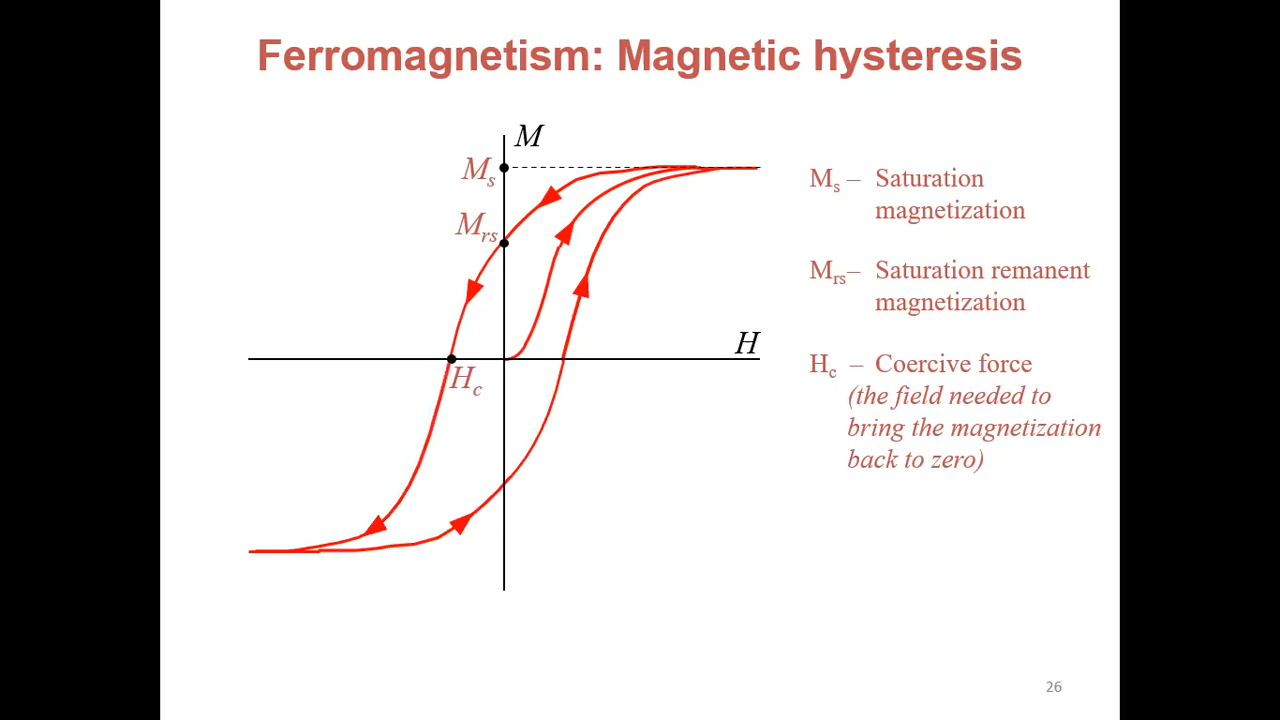 Ferromagnetism: Magnetic hysteresis
M
Ms
Mrs
H
Hc
Ms – Saturation
magnetization
Mrs– Saturation remanent
magnetization
Hc – Coercive force
(the field needed to
bring the magnetization
back to zero)
26